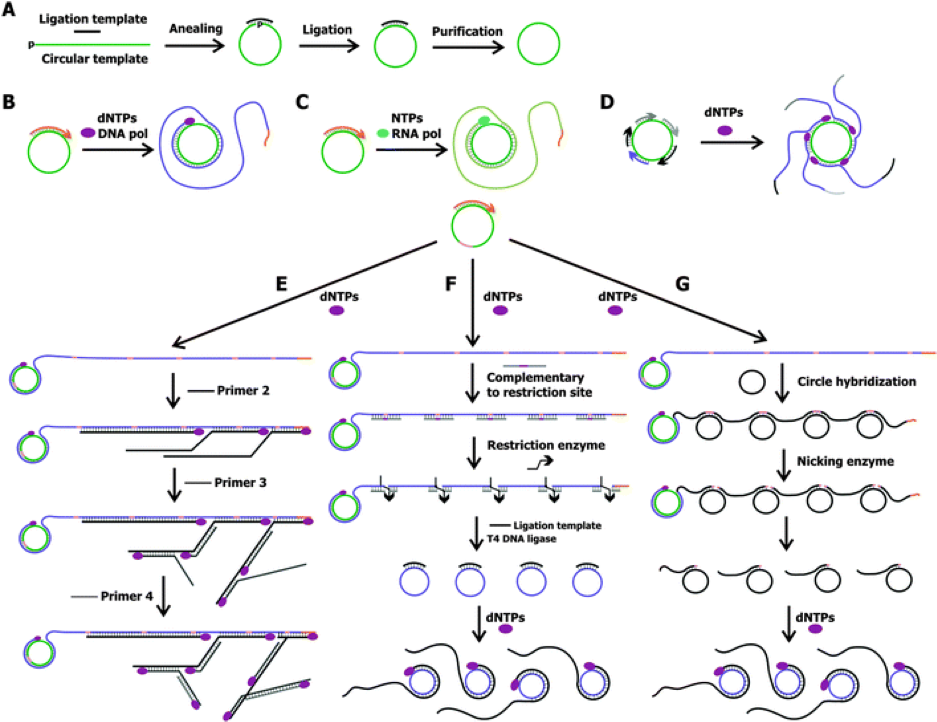 A
Ligation template
P
Circular template
Anealing
P
Ligation
Purification
B
dNTPs
DNA pol
C
NTPs
RNA pol
D
dNTPs
E
dNTPs
F
dNTPs
dNTPs
G
Primer 2
Complementary
to restriction site
Circle hybridization
Restriction enzyme
Nicking enzyme
Primer 3
Ligation template
T4 DNA ligase
Primer 4
dNTPs
dNTPs